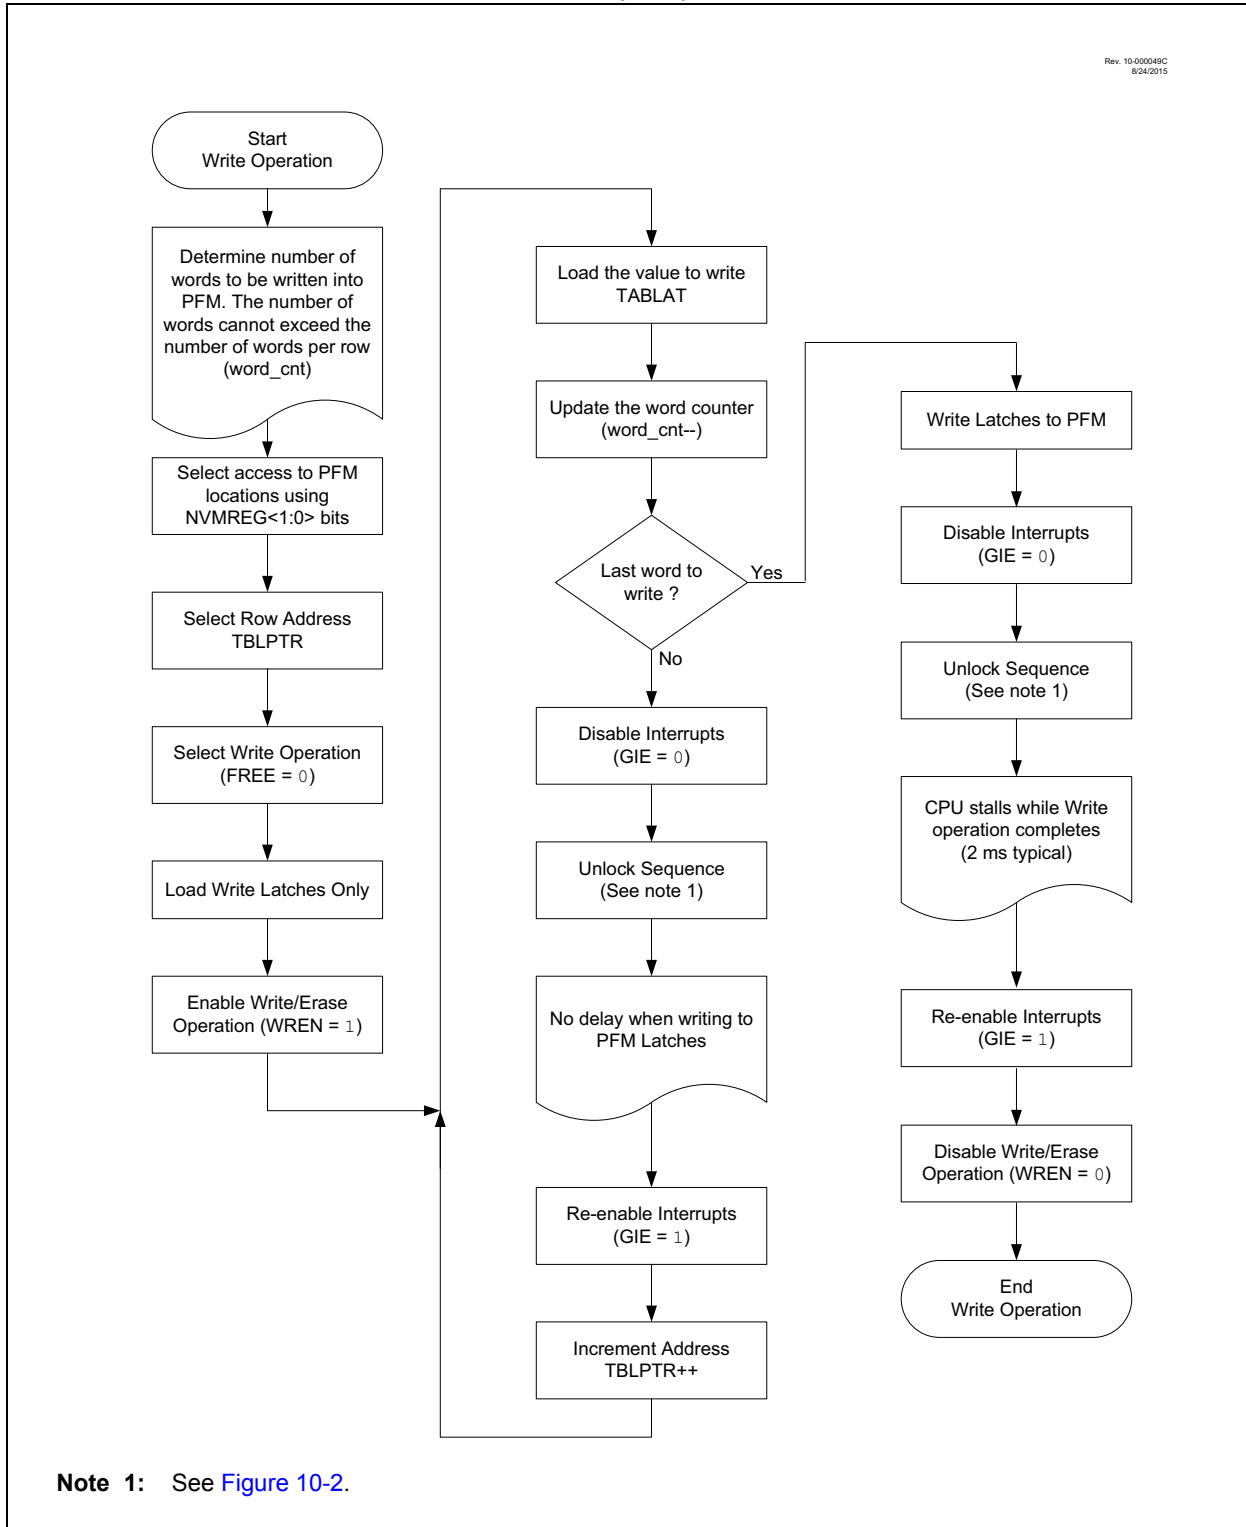 Rev. 10-000049C
8/24/2015
Start
Write Operation
Determine number of
words to be written into
PFM. The number of
words cannot exceed the
number of words per row
(word_cnt)
Select access to PFM
locations using
NVMREG<1:0> bits
Select Row Address
TBLPTR
Select Write Operation
(FREE = 0)
Load Write Latches Only
Enable Write/Erase
Operation (WREN = 1)
Load the value to write
TABLAT
Update the word counter
(word_cnt--)
Last word to
write ?
Yes
No
Disable Interrupts
(GIE = 0)
Unlock Sequence
(See note 1)
No delay when writing to
PFM Latches
Re-enable Interrupts
(GIE = 1)
Increment Address
TBLPTR++
Write Latches to PFM
Disable Interrupts
(GIE = 0)
Unlock Sequence
(See note 1)
CPU stalls while Write
operation completes
(2 ms typical)
Re-enable Interrupts
(GIE = 1)
Disable Write/Erase
Operation (WREN = 0)
End
Write Operation
Note 1: See Figure 10-2.